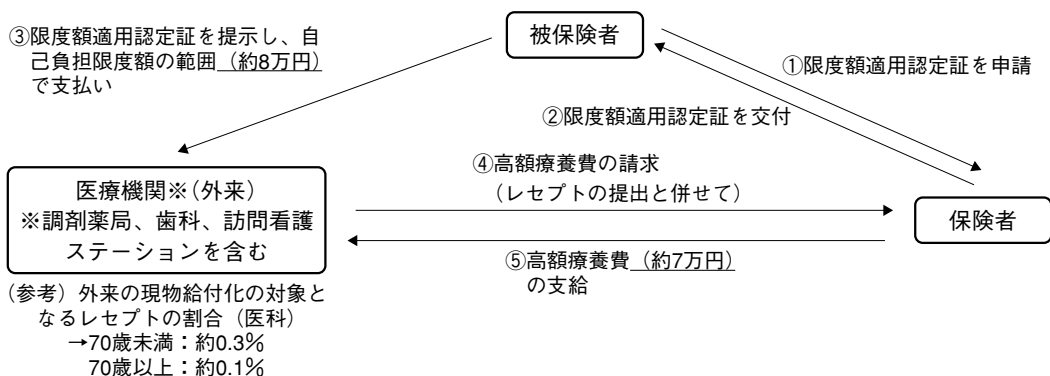 ③限度額適用認定証を提示し、自
己負担限度額の範囲（約8万円）
で支払い
被保険者
①限度額適用認定証を申請
②限度額適用認定証を交付
④高額療養費の請求
（レセプトの提出と併せて）
医療機関※（外来）
※調剤薬局、歯科、訪問看護
ステーションを含む
保険者
⑤高額療養費（約7万円）
の支給
（参考）外来の現物給付化の対象と
なるレセプトの割合（医科）
→70歳未満：約0.3％
70歳以上：約0.1％